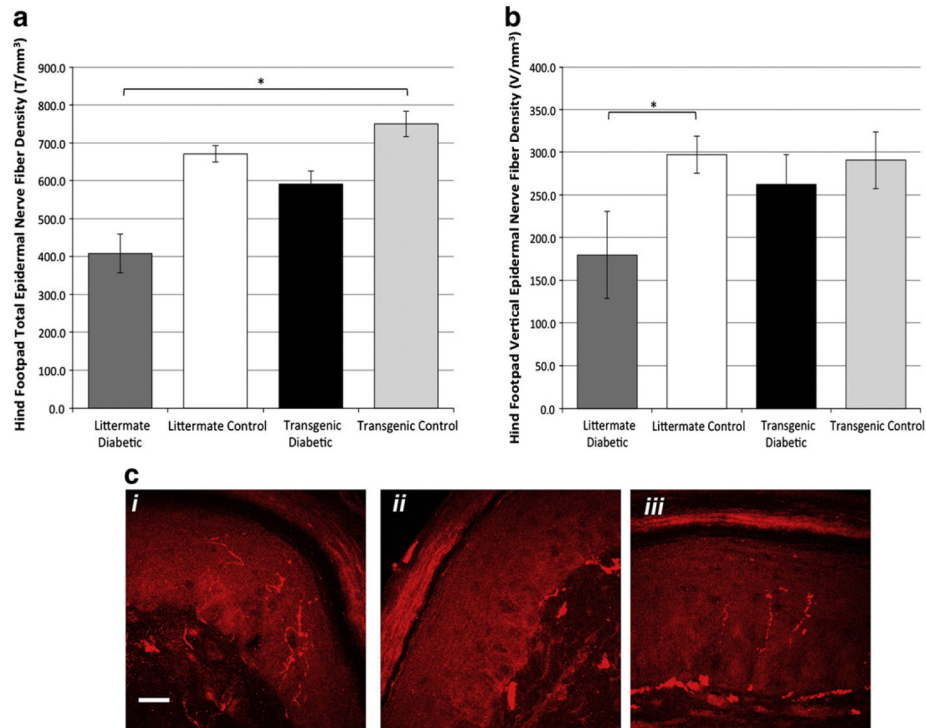 a
Hind Footpad Total Epidermal Nerve Fiber Density (T/mm³)
900.0
800.0
700.0
600.0
500.0
400.0
300.0
200.0
100.0
0.0
*
Littermate Diabetic
Littermate Control
Transgenic Diabetic
Transgenic Control
b
Hind Footpad Vertical Epidermal Nerve Fiber Density (V/mm³)
400.0
350.0
300.0
250.0
200.0
150.0
100.0
50.0
0.0
*
Littermate Diabetic
Littermate Control
Transgenic Diabetic
Transgenic Control
c
i
ii
iii